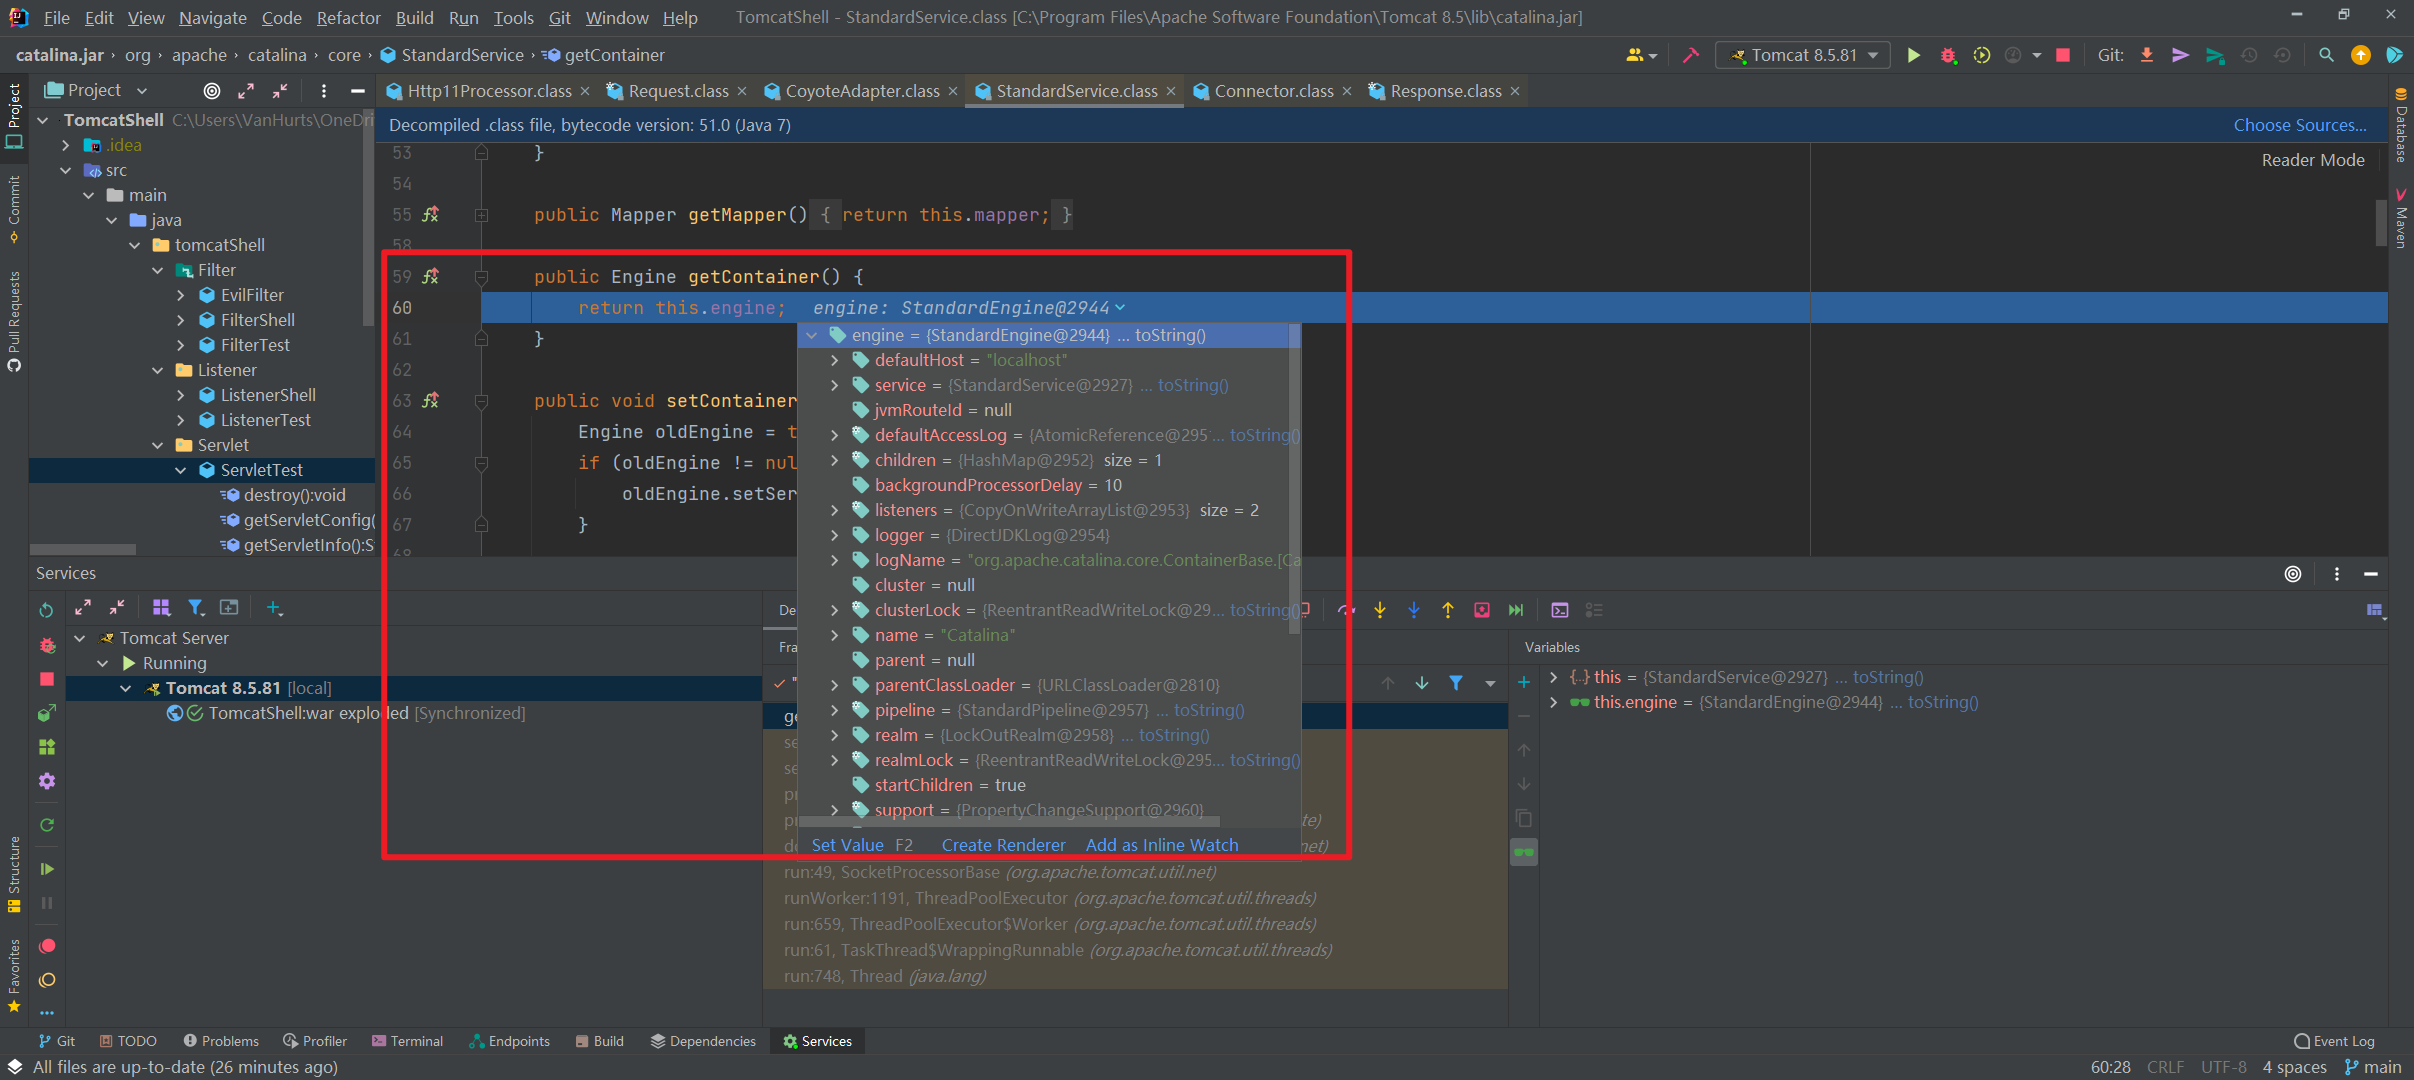 File Edit View Navigate Code Refactor Build Run Tools Git Window Help TomcatShell - StandardService.class [C:\Program Files\Apache Software Foundation\Tomcat 8.5\lib\catalina.jar]
catalina.jar › org › apache › catalina › core › StandardService › getContainer
Tomcat 8.5.81
Git:
Project
Http11Processor.class
Request.class
CoyoteAdapter.class
StandardService.class
Connector.class
Response.class
Decompiled .class file, bytecode version: 51.0 (Java 7) Choose Sources...
Reader Mode
Project
Commit
Pull Requests
Structure
Favorites
Database
Maven
TomcatShell C:\Users\VanHurts\OneDri
.idea
src
main
java
tomcatShell
Filter
EvilFilter
FilterShell
FilterTest
Listener
ListenerShell
ListenerTest
Servlet
ServletTest
destroy():void
getServletConfig(
getServletInfo():S
53 }
54
55 public Mapper getMapper() { return this.mapper; }
58
59 public Engine getContainer() {
60 return this.engine; engine: StandardEngine@2944
61 }
62
63 public void setContainer
64 Engine oldEngine = t
65 if (oldEngine != nul
66 oldEngine.setSer
67 }
68
engine = {StandardEngine@2944} ... toString()
defaultHost = "localhost"
service = {StandardService@2927} ... toString()
jvmRouteId = null
defaultAccessLog = {AtomicReference@295... toString()
children = {HashMap@2952} size = 1
backgroundProcessorDelay = 10
listeners = {CopyOnWriteArrayList@2953} size = 2
logger = {DirectJDKLog@2954}
logName = "org.apache.catalina.core.ContainerBase.[Ca
cluster = null
clusterLock = {ReentrantReadWriteLock@29... toString()
name = "Catalina"
parent = null
parentClassLoader = {URLClassLoader@2810}
pipeline = {StandardPipeline@2957} ... toString()
realm = {LockOutRealm@2958} ... toString()
realmLock = {ReentrantReadWriteLock@295... toString()
startChildren = true
support = {PropertyChangeSupport@2960}
Set Value F2 Create Renderer Add as Inline Watch
Services
Tomcat Server
Running
Tomcat 8.5.81 [local]
TomcatShell:war exploded [Synchronized]
De
Fra
"
ge
se
se
pr
pr te)
do net)
run:49, SocketProcessorBase (org.apache.tomcat.util.net)
runWorker:1191, ThreadPoolExecutor (org.apache.tomcat.util.threads)
run:659, ThreadPoolExecutor$Worker (org.apache.tomcat.util.threads)
run:61, TaskThread$WrappingRunnable (org.apache.tomcat.util.threads)
run:748, Thread (java.lang)
Variables
this = {StandardService@2927} ... toString()
this.engine = {StandardEngine@2944} ... toString()
Git TODO Problems Profiler Terminal Endpoints Build Dependencies Services Event Log
All files are up-to-date (26 minutes ago) 60:28 CRLF UTF-8 4 spaces main